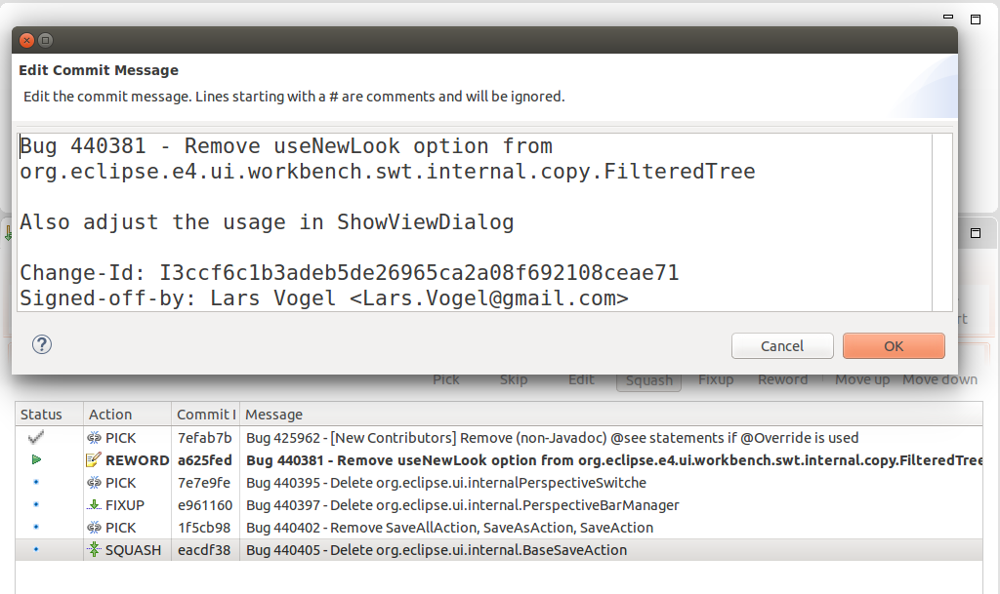 Edit Commit Message
Edit the commit message. Lines starting with a # are comments and will be ignored.
Bug 440381 - Remove useNewLook option from
org.eclipse.e4.ui.workbench.swt.internal.copy.FilteredTree
Also adjust the usage in ShowViewDialog
Change-Id: I3ccf6c1b3adeb5de26965ca2a08f692108ceae71
Signed-off-by: Lars Vogel <Lars.Vogel@gmail.com>
Cancel OK
Pick Skip Edit Squash Fixup Reword Move up Move down
Status Action Commit I Message
PICK 7efab7b Bug 425962 - [New Contributors] Remove (non-Javadoc) @see statements if @Override is used
REWORD a625fed Bug 440381 - Remove useNewLook option from org.eclipse.e4.ui.workbench.swt.internal.copy.FilteredTree
PICK 7e7e9fe Bug 440395 - Delete org.eclipse.ui.internalPerspectiveSwitche
FIXUP e961160 Bug 440397 - Delete org.eclipse.ui.internal.PerspectiveBarManager
PICK 1f5cb98 Bug 440402 - Remove SaveAllAction, SaveAsAction, SaveAction
SQUASH eacdf38 Bug 440405 - Delete org.eclipse.ui.internal.BaseSaveAction